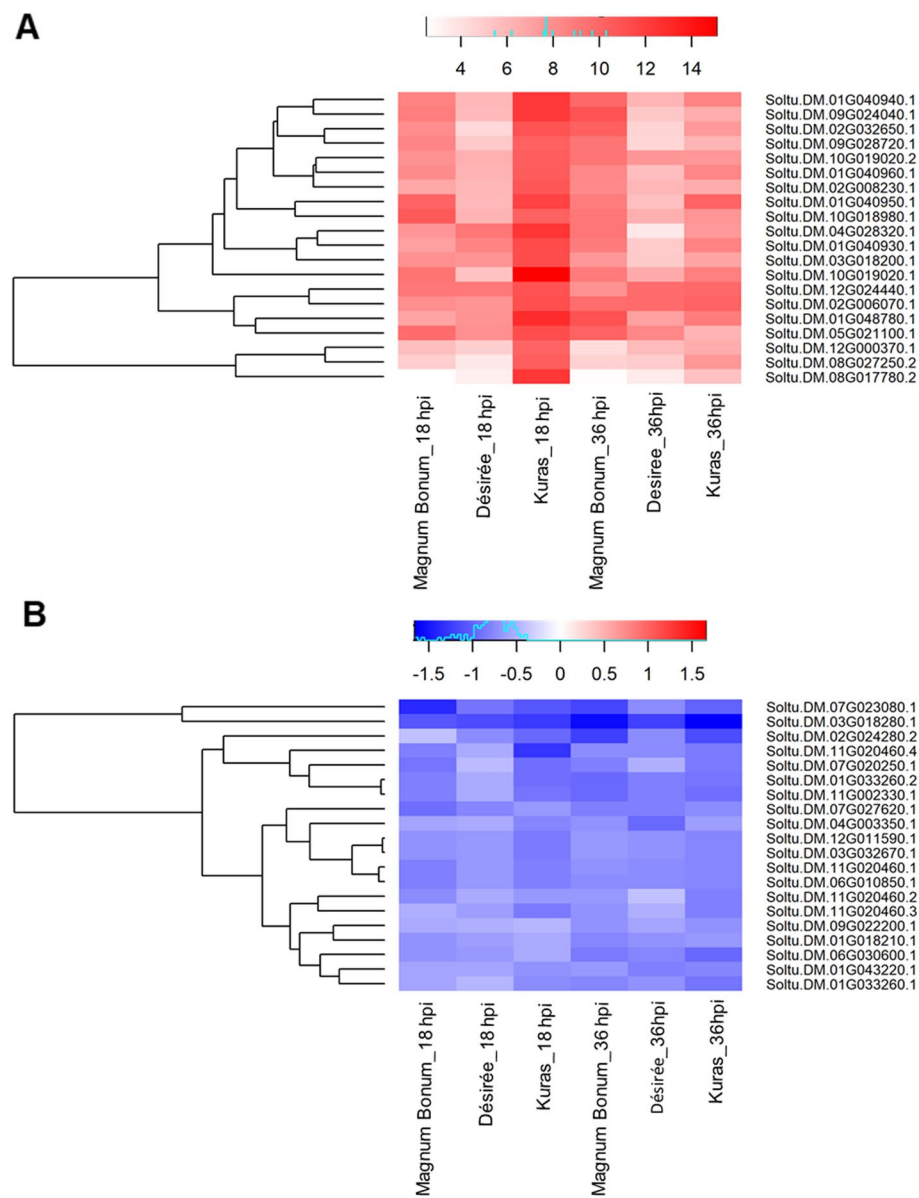 A
4 6 8 10 12 14
Soltu.DM.01G040940.1
Soltu.DM.09G024040.1
Soltu.DM.02G032650.1
Soltu.DM.09G028720.1
Soltu.DM.10G019020.2
Soltu.DM.01G040960.1
Soltu.DM.02G008230.1
Soltu.DM.01G040950.1
Soltu.DM.10G018980.1
Soltu.DM.04G028320.1
Soltu.DM.01G040930.1
Soltu.DM.03G018200.1
Soltu.DM.10G019020.1
Soltu.DM.12G024440.1
Soltu.DM.02G006070.1
Soltu.DM.01G048780.1
Soltu.DM.05G021100.1
Soltu.DM.12G000370.1
Soltu.DM.08G027250.2
Soltu.DM.08G017780.2
Magnum Bonum_18 hpi
Désirée_18 hpi
Kuras_18 hpi
Magnum Bonum_36 hpi
Desiree_36hpi
Kuras_36hpi
B
-1.5 -1 -0.5 0 0.5 1 1.5
Soltu.DM.07G023080.1
Soltu.DM.03G018280.1
Soltu.DM.02G024280.2
Soltu.DM.11G020460.4
Soltu.DM.07G020250.1
Soltu.DM.01G033260.2
Soltu.DM.11G002330.1
Soltu.DM.07G027620.1
Soltu.DM.04G003350.1
Soltu.DM.12G011590.1
Soltu.DM.03G032670.1
Soltu.DM.11G020460.1
Soltu.DM.06G010850.1
Soltu.DM.11G020460.2
Soltu.DM.11G020460.3
Soltu.DM.09G022200.1
Soltu.DM.01G018210.1
Soltu.DM.06G030600.1
Soltu.DM.01G043220.1
Soltu.DM.01G033260.1
Magnum Bonum_18 hpi
Désirée_18 hpi
Kuras_18 hpi
Magnum Bonum_36 hpi
Désirée_36hpi
Kuras_36hpi